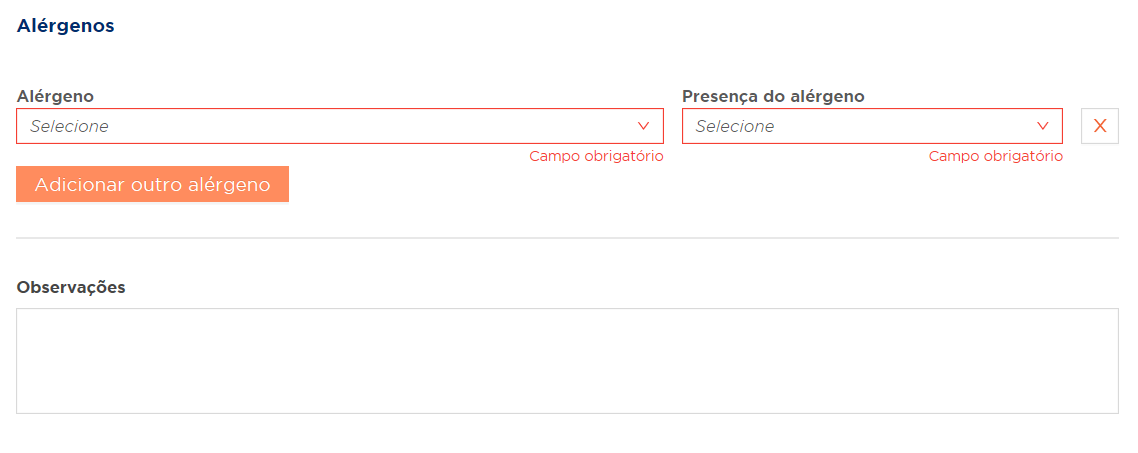 Alérgenos
Alérgeno Presença do alérgeno
Selecione Selecione X
Campo obrigatório Campo obrigatório
Adicionar outro alérgeno
Observações